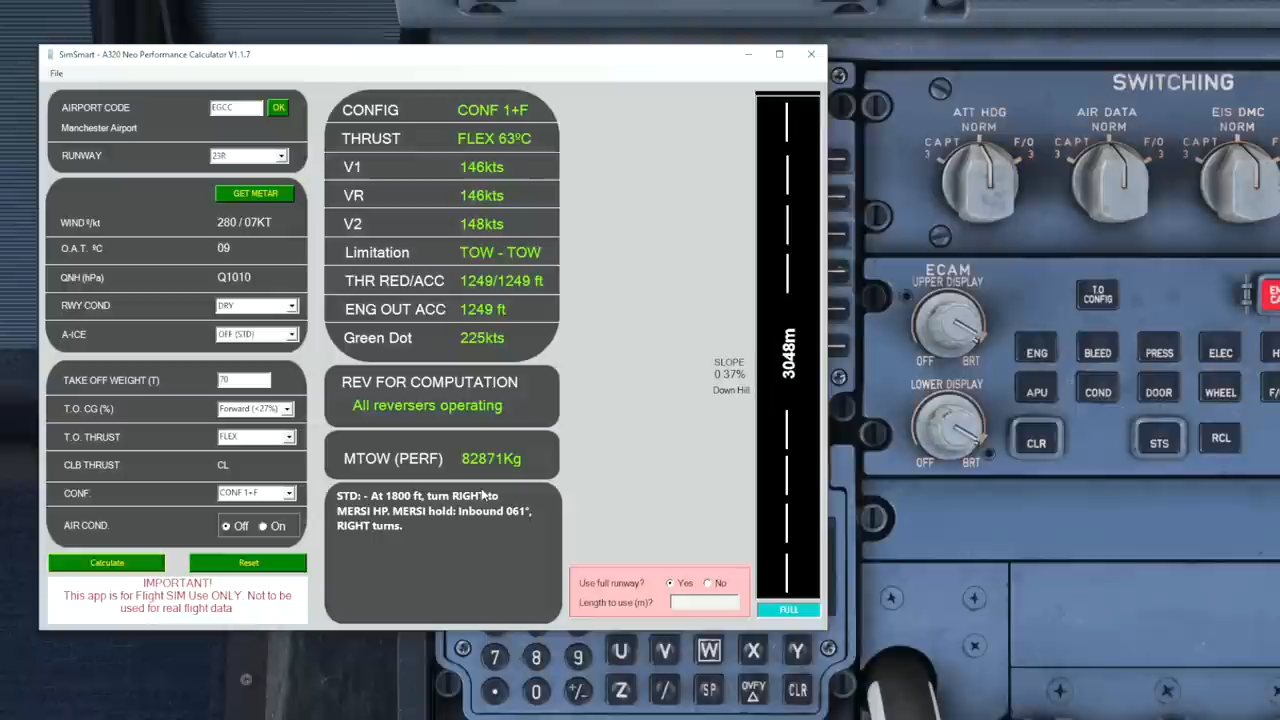 SimSmart - A320 Neo Performance Calculator V1.1.7
File
AIRPORT CODE EGCC OK
Manchester Airport
RUNWAY 23R
GET METAR
WIND º/kt 280 / 07KT
O.A.T. ºC 09
QNH (hPa) Q1010
RWY COND DRY
A-ICE OFF (STD)
TAKE OFF WEIGHT (T) 70
T.O. CG (%) Forward (<27%)
T.O. THRUST FLEX
CLB THRUST CL
CONF. CONF 1+F
AIR COND. Off On
Calculate Reset
IMPORTANT!
This app is for Flight SIM Use ONLY. Not to be
used for real flight data
CONFIG CONF 1+F
THRUST FLEX 63ºC
V1 146kts
VR 146kts
V2 148kts
Limitation TOW - TOW
THR RED/ACC 1249/1249 ft
ENG OUT ACC 1249 ft
Green Dot 225kts
REV FOR COMPUTATION
All reversers operating
MTOW (PERF) 82871Kg
STD: - At 1800 ft, turn RIGHT to
MERSI HP. MERSI hold: Inbound 061°,
RIGHT turns.
SLOPE
0.37%
Down Hill
3048m
Use full runway? Yes No
Length to use (m)?
FULL
SWITCHING
ATT HDG AIR DATA EIS DMC
NORM NORM NORM
CAPT F/O CAPT F/O CAPT
3 3 3 3 3
ECAM
UPPER DISPLAY
T.O
CONFIG
OFF BRT
ENG BLEED PRESS ELEC
LOWER DISPLAY
APU COND DOOR WHEEL F/
OFF BRT
CLR STS RCL
7 8 9 U V W X Y
0 +/- Z / SP OVFY CLR